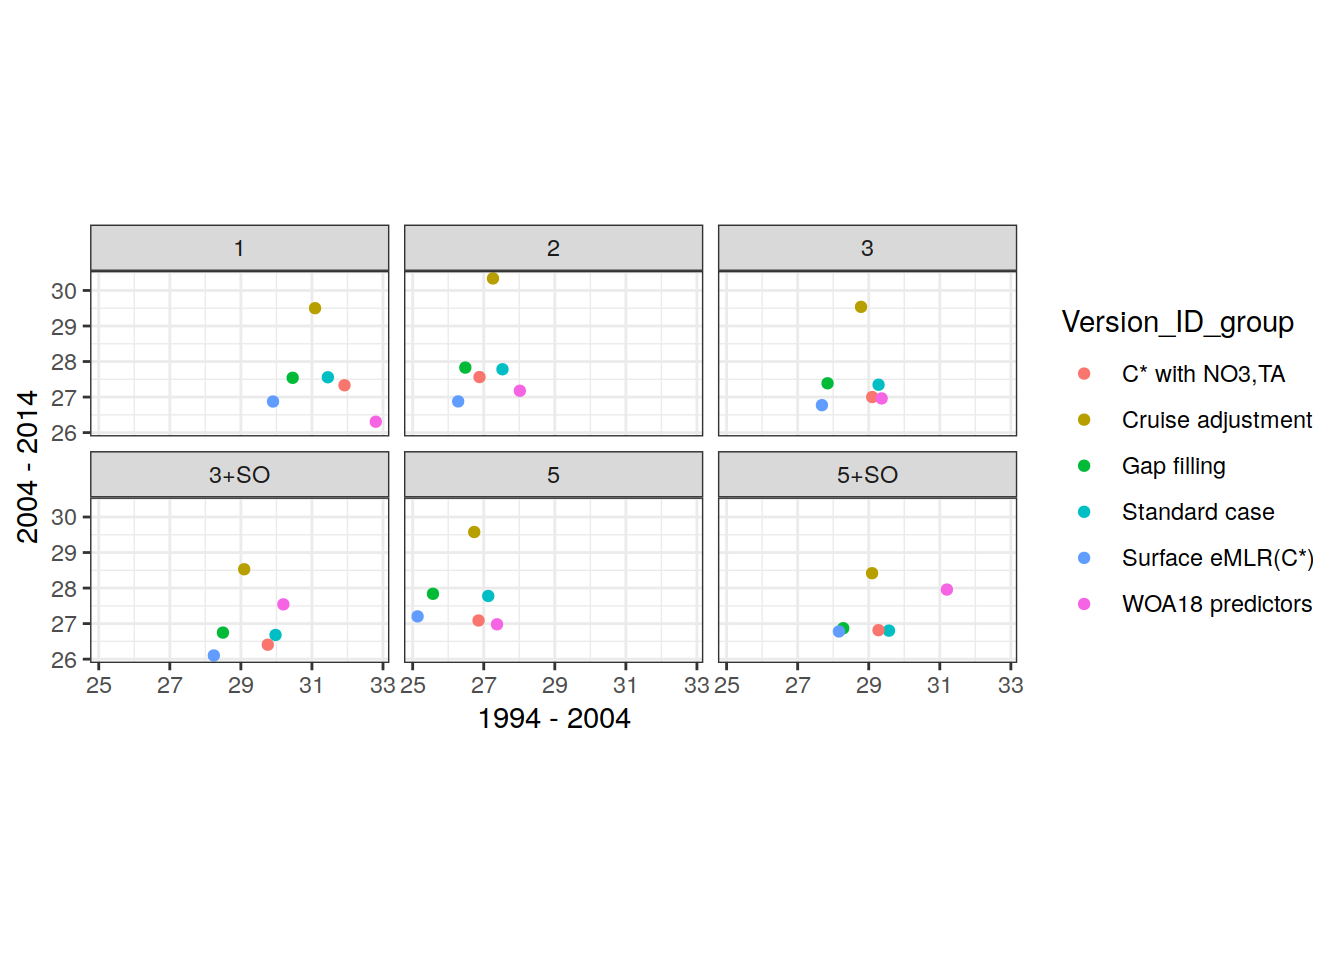 1 2 3
30
29
28
27
26
3+SO 5 5+SO
30
29
28
27
26
25 27 29 31 33 25 27 29 31 33 25 27 29 31 33
1994 - 2004
2004 - 2014
Version_ID_group
C* with NO3,TA
Cruise adjustment
Gap filling
Standard case
Surface eMLR(C*)
WOA18 predictors